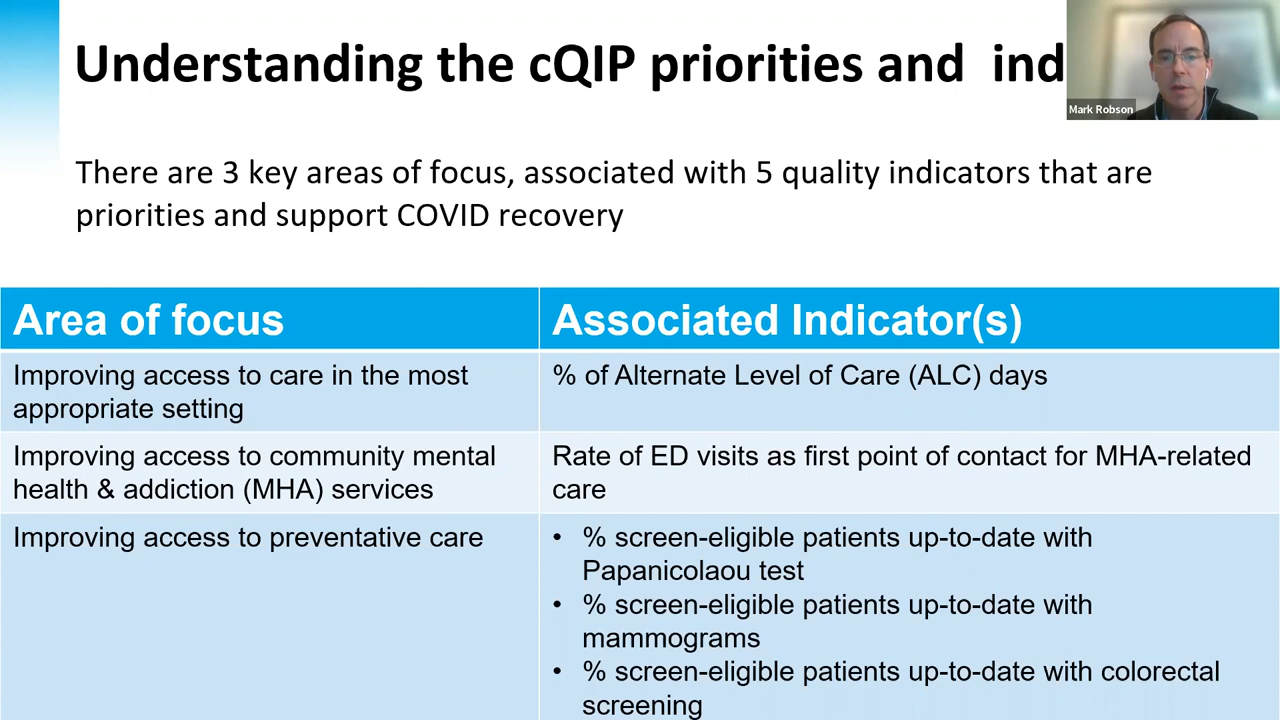 Understanding the cQIP priorities and ind
Mark Robson
There are 3 key areas of focus, associated with 5 quality indicators that are
priorities and support COVID recovery
Area of focus
Associated Indicator(s)
Improving access to care in the most
appropriate setting
% of Alternate Level of Care (ALC) days
Improving access to community mental
health & addiction (MHA) services
Rate of ED visits as first point of contact for MHA-related
care
Improving access to preventative care
• % screen-eligible patients up-to-date with
Papanicolaou test
• % screen-eligible patients up-to-date with
mammograms
• % screen-eligible patients up-to-date with colorectal
screening